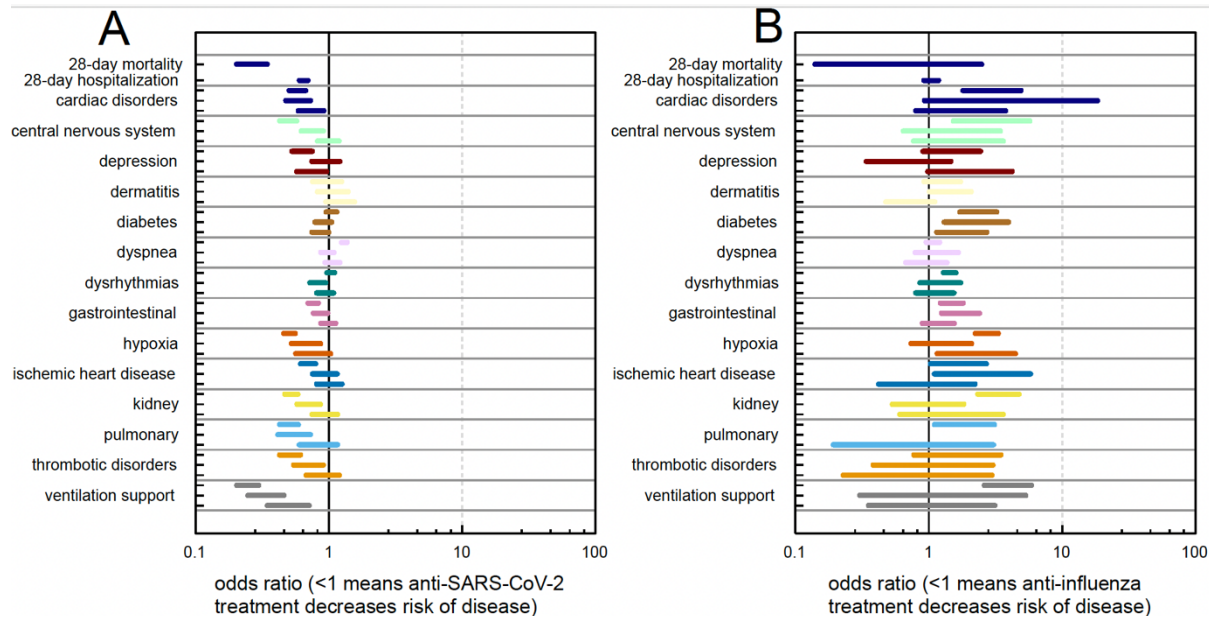 A
28-day mortality
28-day hospitalization
cardiac disorders
central nervous system
depression
dermatitis
diabetes
dyspnea
dysrhythmias
gastrointestinal
hypoxia
ischemic heart disease
kidney
pulmonary
thrombotic disorders
ventilation support
0.1 1 10 100
odds ratio (<1 means anti-SARS-CoV-2
treatment decreases risk of disease)
B
28-day mortality
28-day hospitalization
cardiac disorders
central nervous system
depression
dermatitis
diabetes
dyspnea
dysrhythmias
gastrointestinal
hypoxia
ischemic heart disease
kidney
pulmonary
thrombotic disorders
ventilation support
0.1 1 10 100
odds ratio (<1 means anti-influenza
treatment decreases risk of disease)